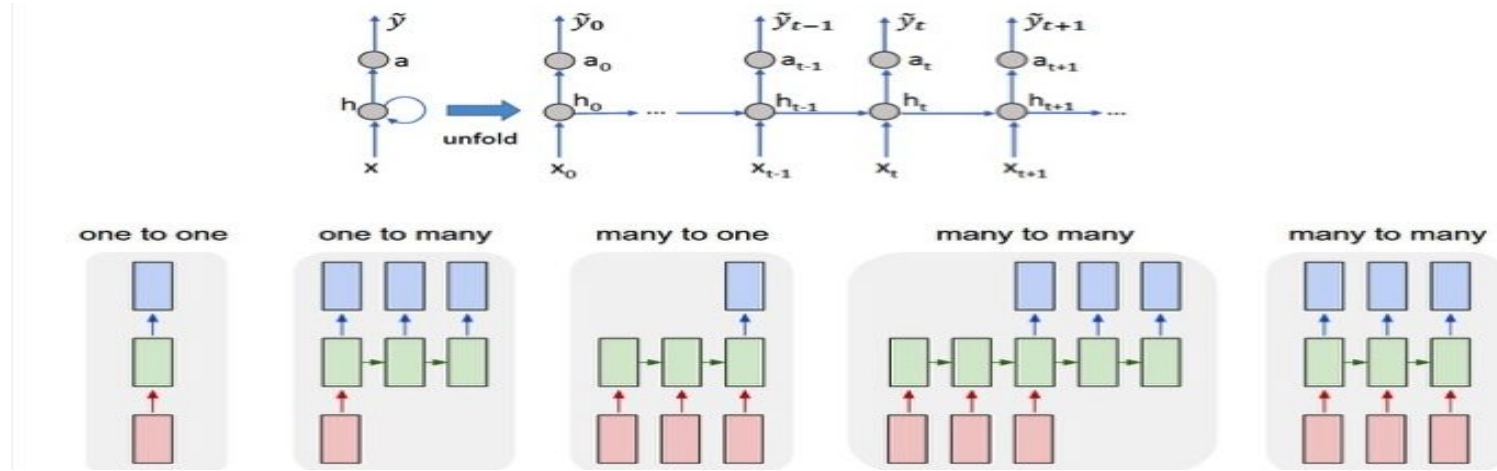 ỹ ỹ₀ ỹₜ₋₁ ỹₜ ỹₜ₊₁
a a₀ aₜ₋₁ aₜ aₜ₊₁
h h₀ ... hₜ₋₁ hₜ hₜ₊₁ ...
unfold
x x₀ xₜ₋₁ xₜ xₜ₊₁
one to one one to many many to one many to many many to many